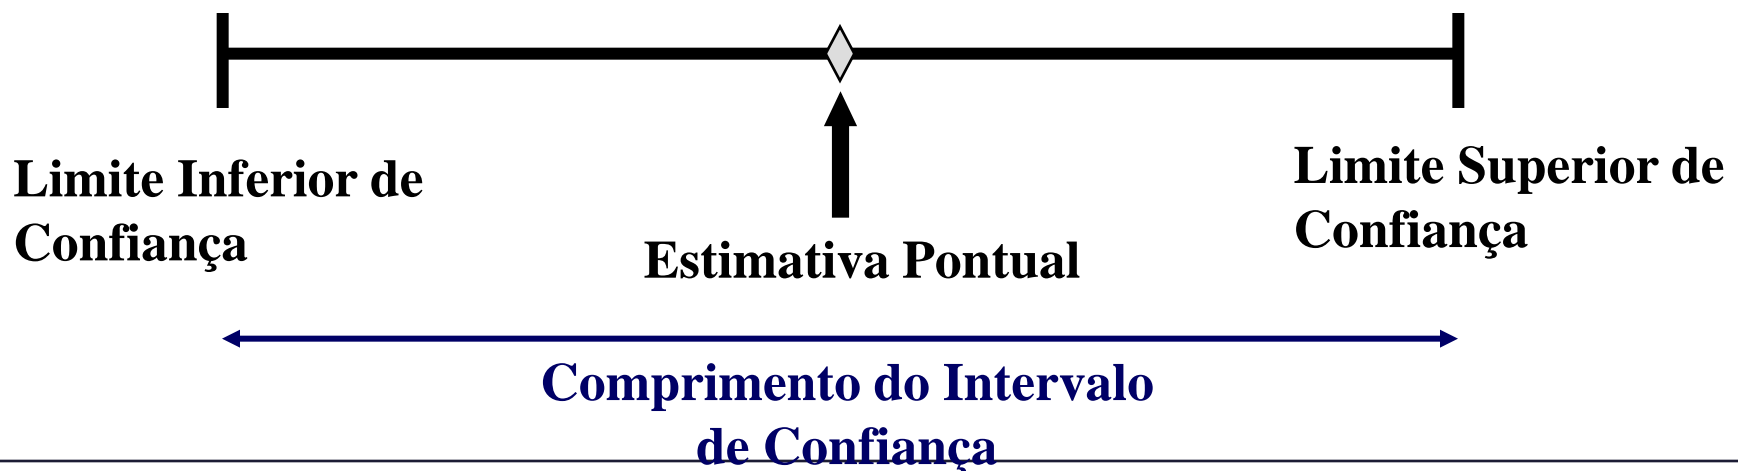 Limite Inferior de
Confiança
Estimativa Pontual
Limite Superior de
Confiança
Comprimento do Intervalo
de Confiança